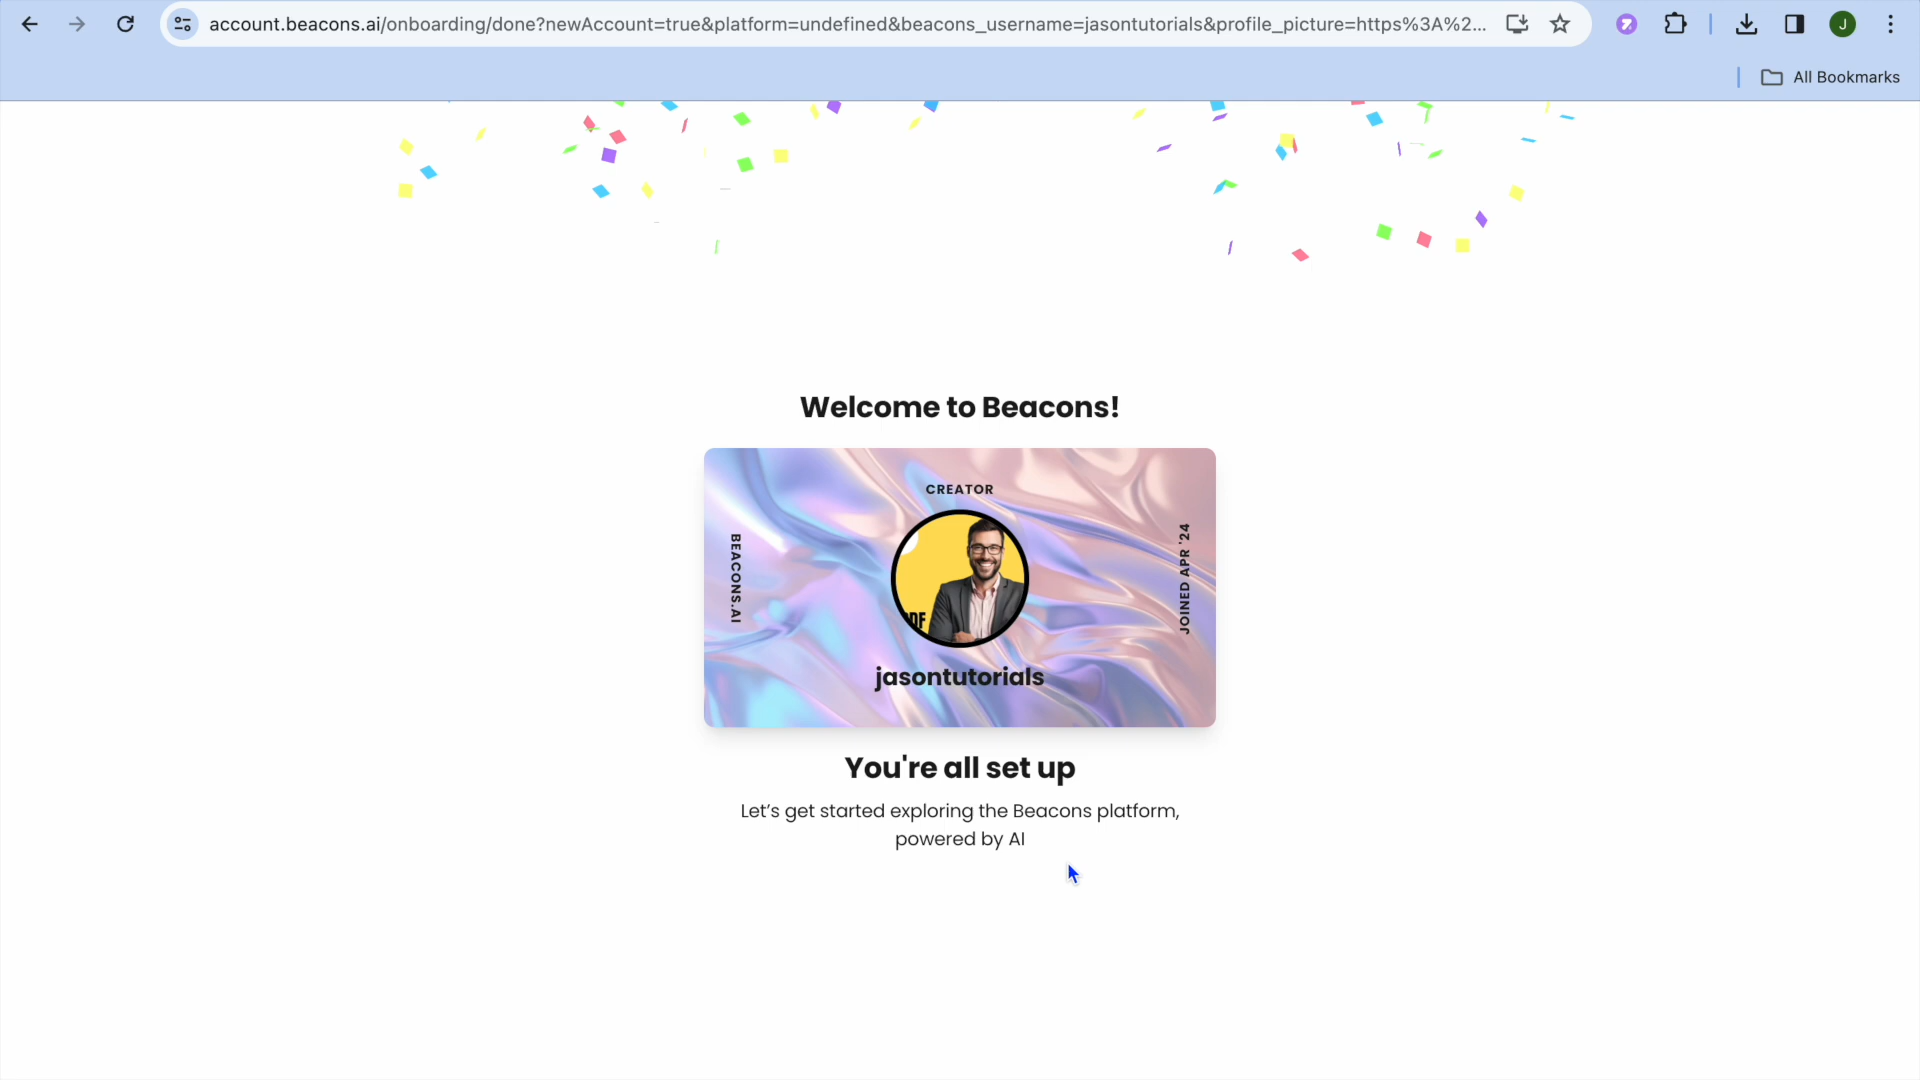 account.beacons.ai/onboarding/done?newAccount=true&platform=undefined&beacons_username=jasontutorials&profile_picture=https%3A%2...
J
All Bookmarks
Welcome to Beacons!
CREATOR
BEACONS.AI
JOINED APR '24
DF
jasontutorials
You're all set up
Let’s get started exploring the Beacons platform,
powered by AI